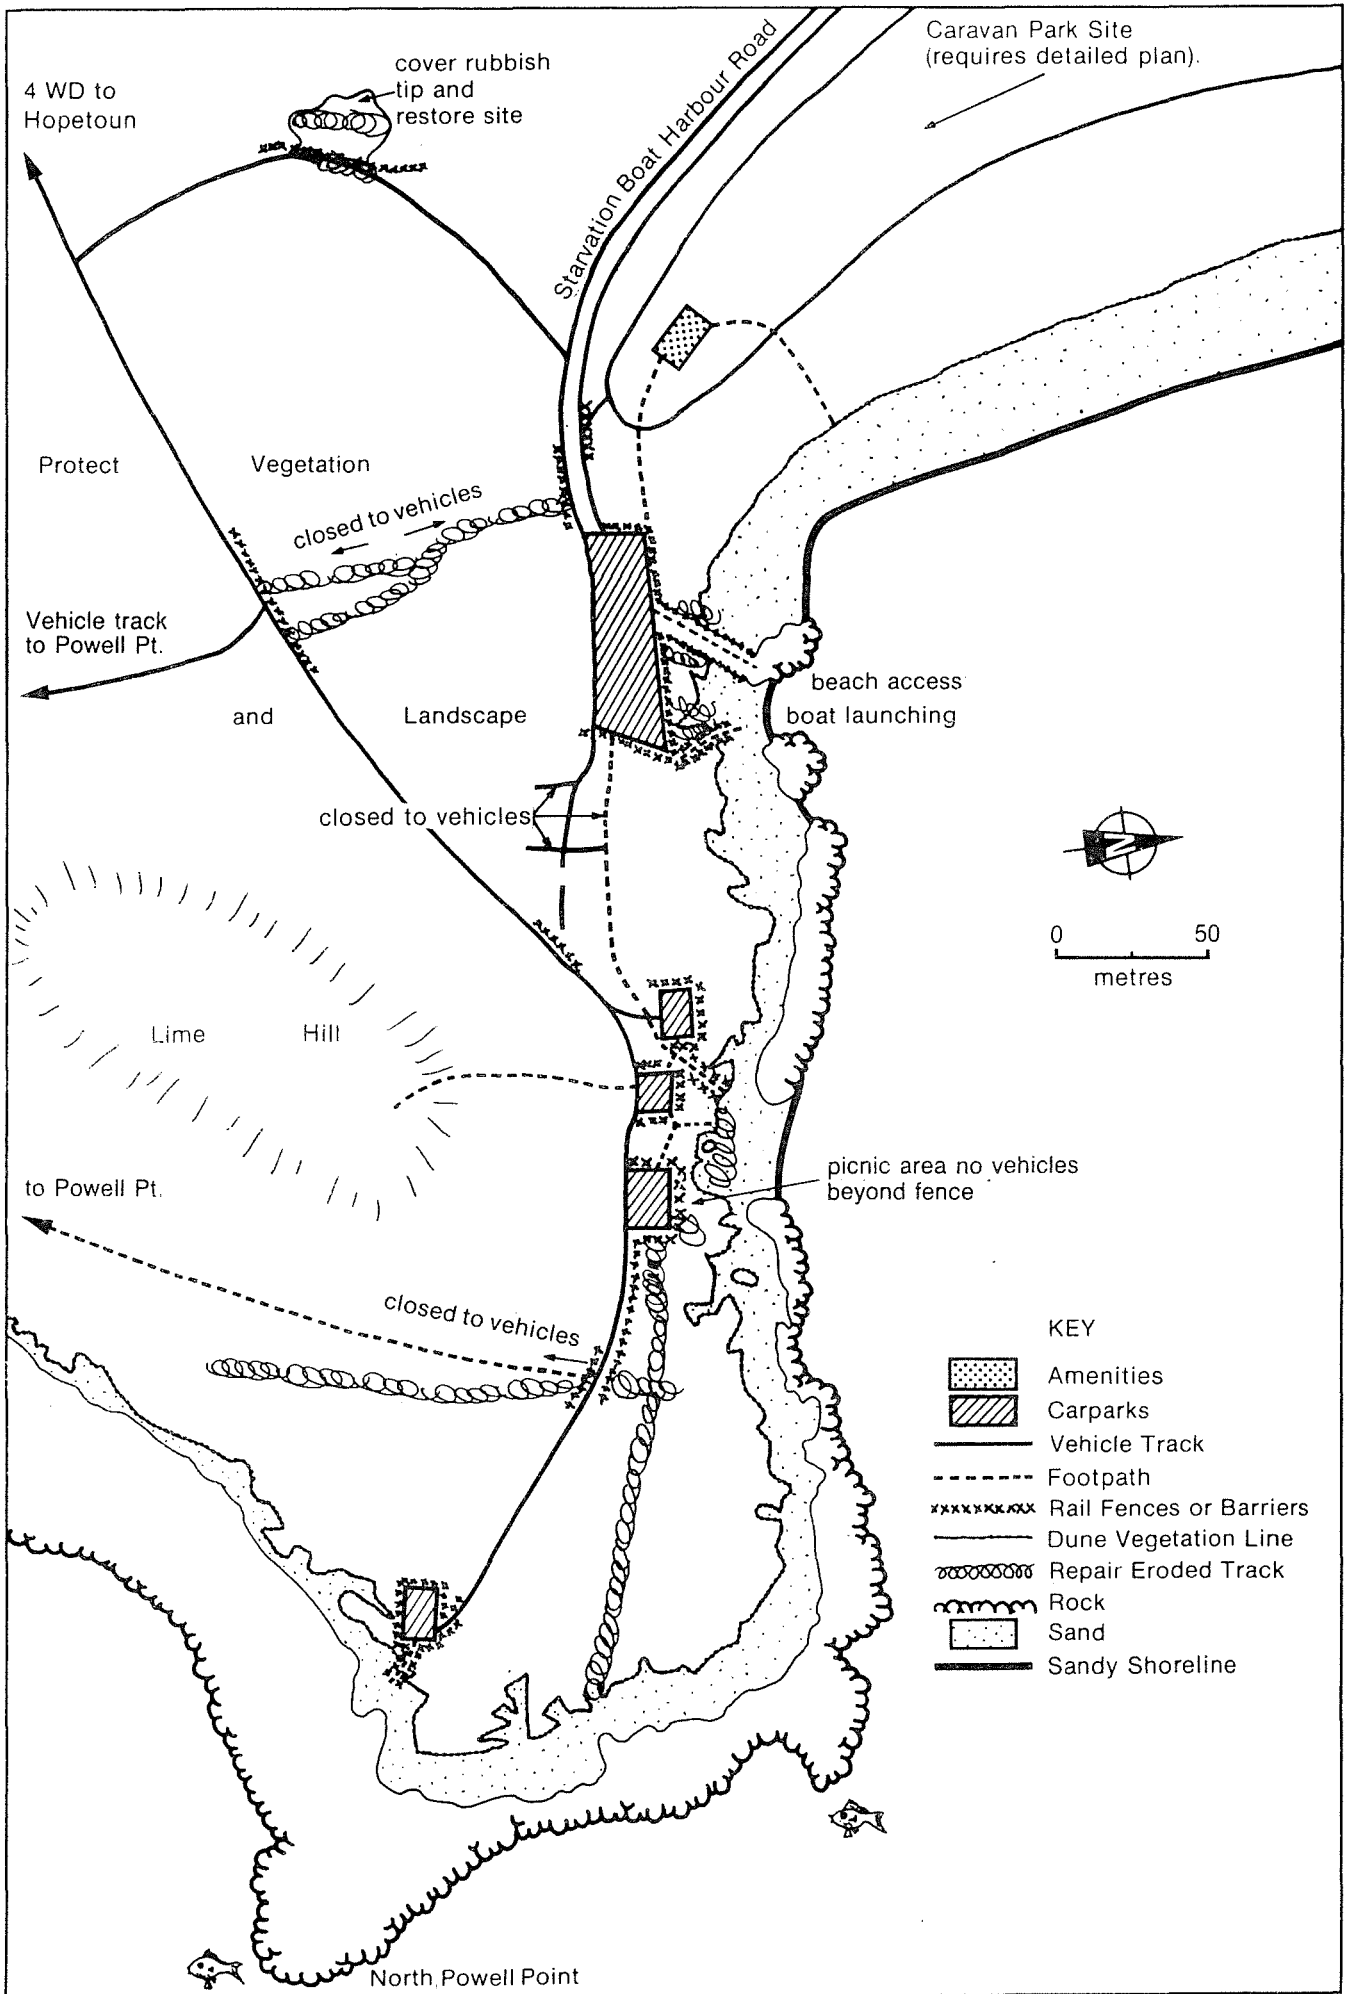 Caravan Park Site
(requires detailed plan).
cover rubbish
tip and
restore site
4 WD to
Hopetoun
Starvation Boat Harbour Road
Protect Vegetation
closed to vehicles
Vehicle track
to Powell Pt.
and Landscape
beach access
boat launching
closed to vehicles
N
0 50
metres
Lime Hill
to Powell Pt.
picnic area no vehicles
beyond fence
closed to vehicles
KEY
Amenities
Carparks
Vehicle Track
Footpath
Rail Fences or Barriers
Dune Vegetation Line
Repair Eroded Track
Rock
Sand
Sandy Shoreline
North Powell Point